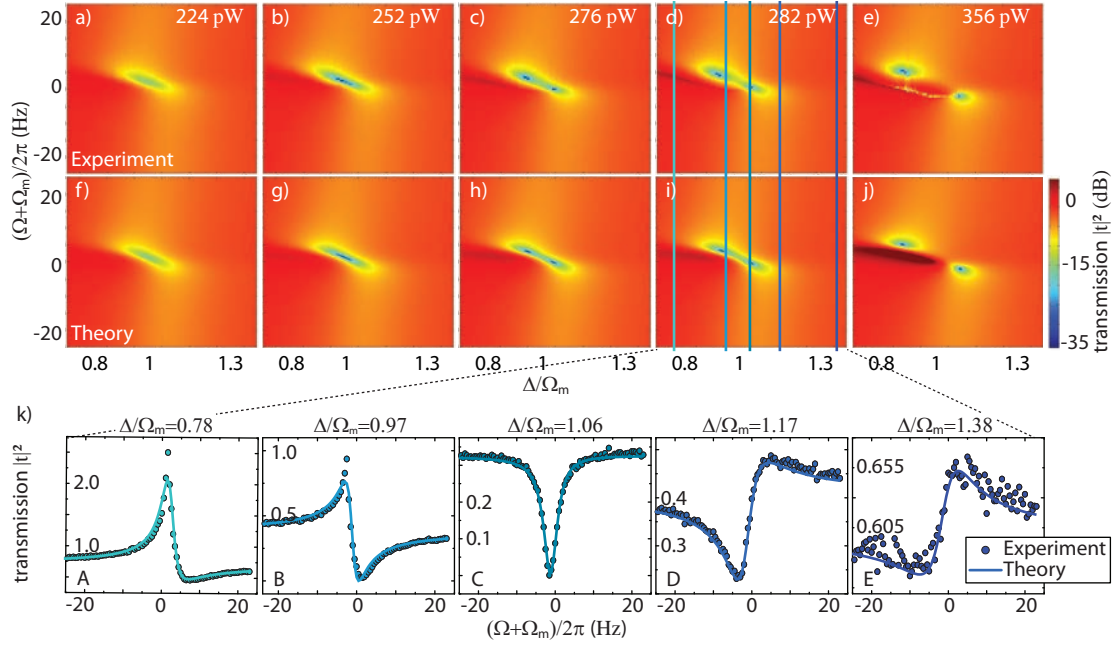 a) 224 pW b) 252 pW c) 276 pW d) 282 pW e) 356 pW
20
0
-20
(Ω+Ωm)/2π (Hz)
Experiment
f) g) h) i) j)
20
0
-20
Theory
0.8 1 1.3 0.8 1 1.3 0.8 1 1.3 0.8 1 1.3 0.8 1 1.3
Δ/Ωm
0
-15
-35
transmission |t|² (dB)
k)
Δ/Ωm=0.78 Δ/Ωm=0.97 Δ/Ωm=1.06 Δ/Ωm=1.17 Δ/Ωm=1.38
transmission |t|²
2.0
1.0
A
1.0
0.5
B
0.2
0.1
C
0.4
0.3
D
0.655
0.605
E
Experiment
Theory
-20 0 20 -20 0 20 -20 0 20 -20 0 20 -20 0 20
(Ω+Ωm)/2π (Hz)